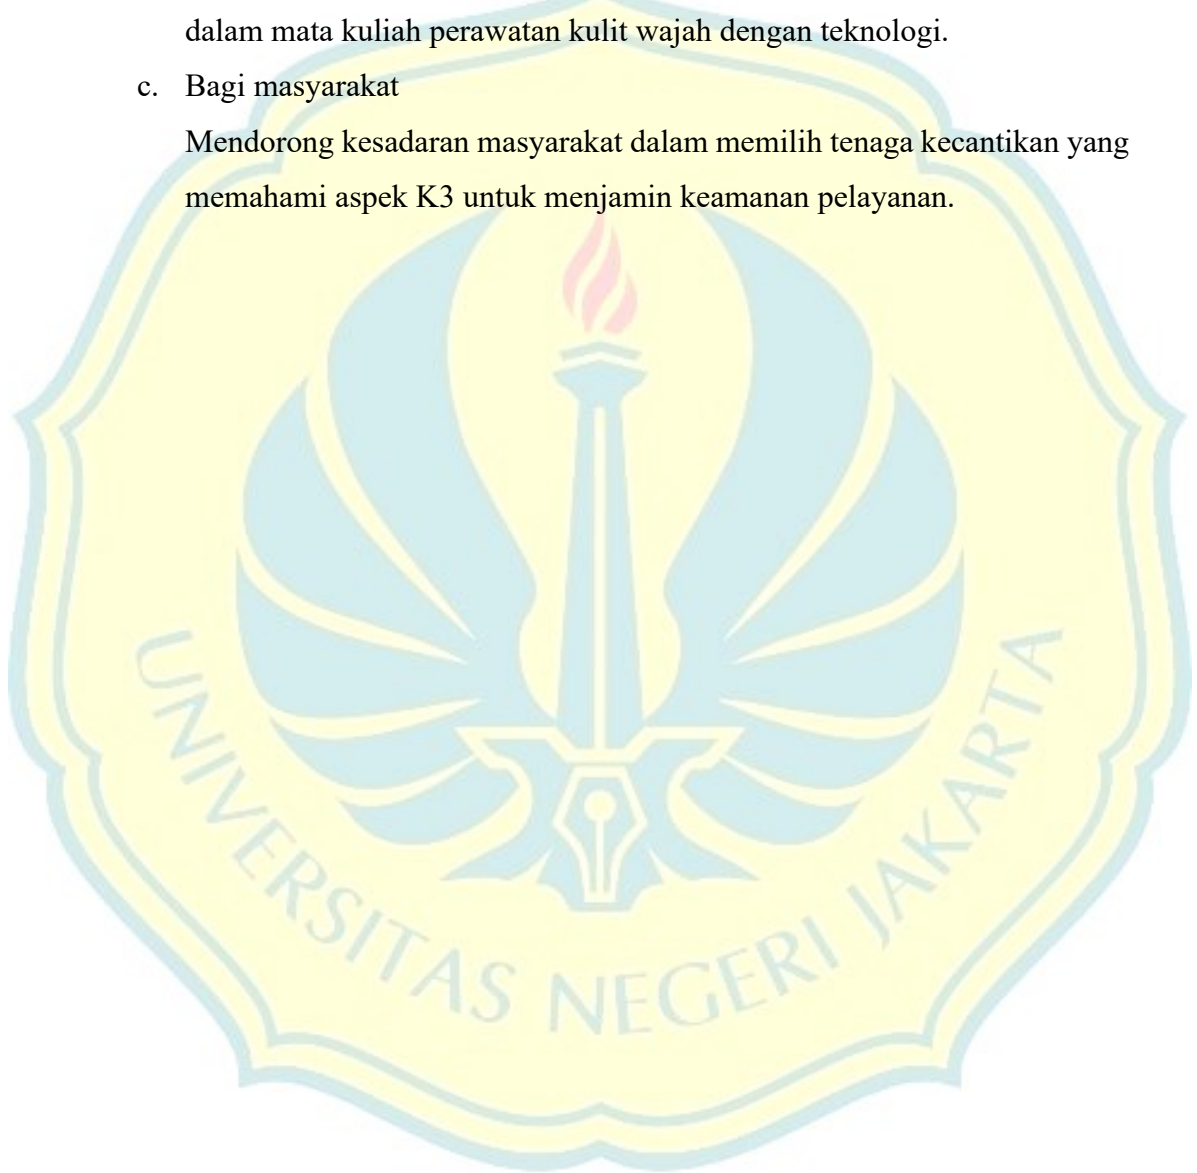 dalam mata kuliah perawatan kulit wajah dengan teknologi.
c. Bagi masyarakat
Mendorong kesadaran masyarakat dalam memilih tenaga kecantikan yang
memahami aspek K3 untuk menjamin keamanan pelayanan.
UNIVERSITAS NEGERI JAKARTA